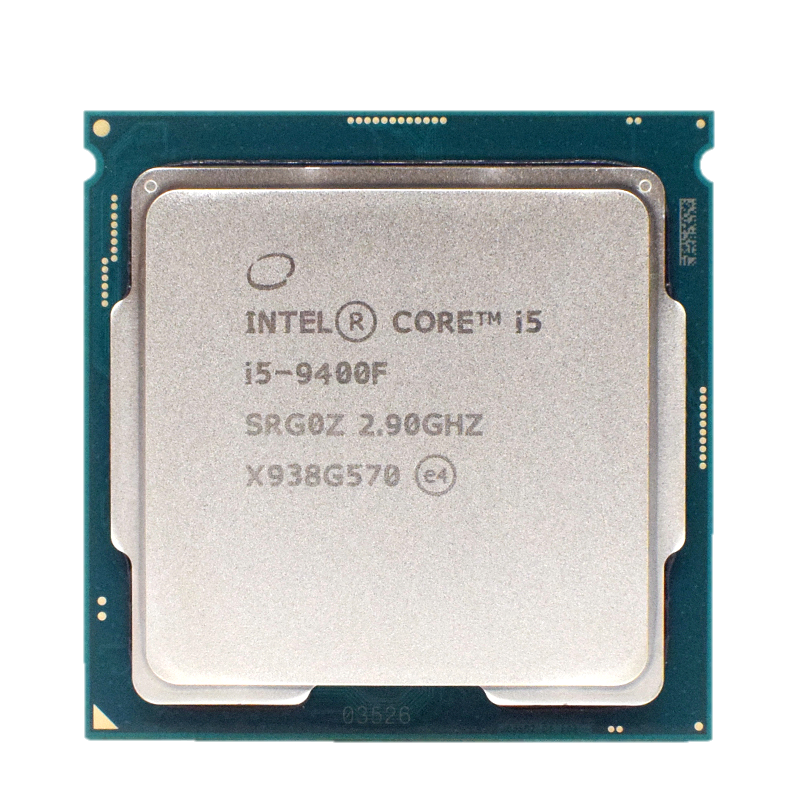 INTEL® CORE™ i5
i5-9400F
SRG0Z 2.90GHZ
X938G570 e4
03526